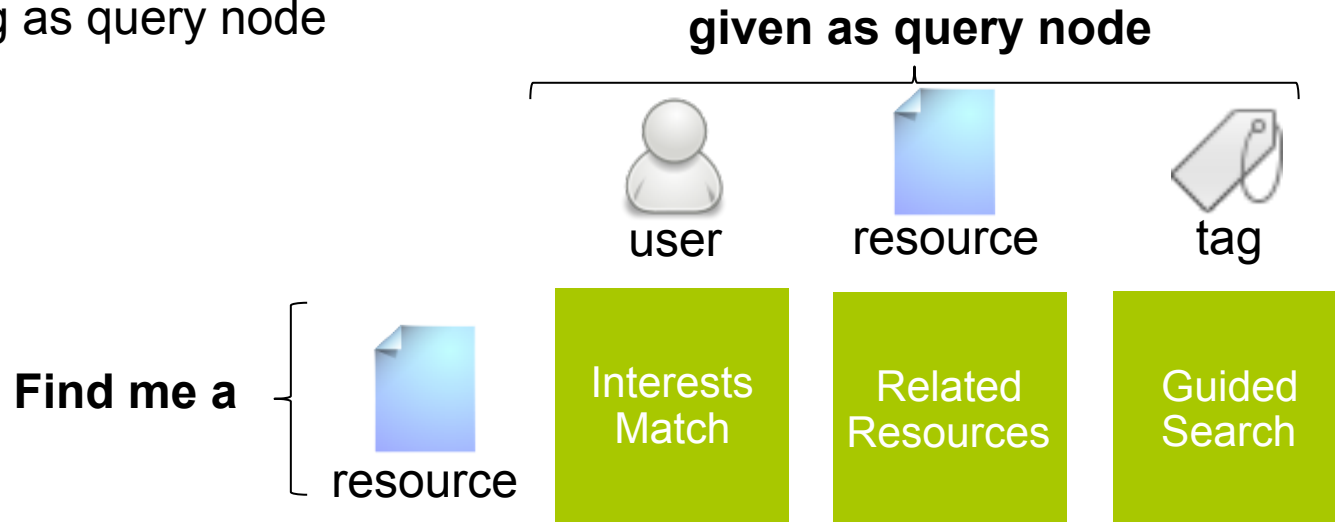 g as query node
given as query node
user
resource
tag
Find me a
resource
Interests
Match
Related
Resources
Guided
Search